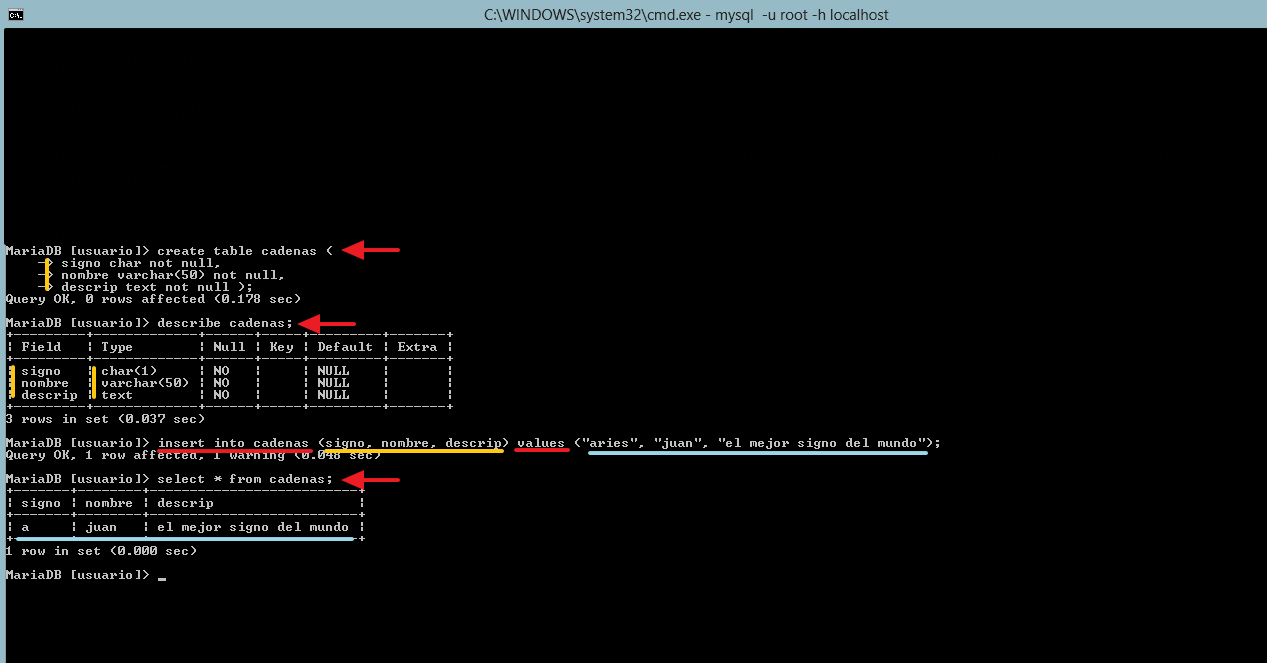 C:\WINDOWS\system32\cmd.exe - mysql  -u root -h localhost
MariaDB [usuario]> create table cadenas (
    -> signo char not null,
    -> nombre varchar(50) not null,
    -> descrip text not null );
Query OK, 0 rows affected (0.178 sec)
MariaDB [usuario]> describe cadenas;
+---------+-------------+------+-----+---------+-------+
| Field   | Type        | Null | Key | Default | Extra |
+---------+-------------+------+-----+---------+-------+
| signo   | char(1)     | NO   |     | NULL    |       |
| nombre  | varchar(50) | NO   |     | NULL    |       |
| descrip | text        | NO   |     | NULL    |       |
+---------+-------------+------+-----+---------+-------+
3 rows in set (0.037 sec)
MariaDB [usuario]> insert into cadenas (signo, nombre, descrip) values ("aries", "juan", "el mejor signo del mundo");
Query OK, 1 row affected, 1 warning (0.048 sec)
MariaDB [usuario]> select * from cadenas;
+-------+--------+--------------------------+
| signo | nombre | descrip                  |
+-------+--------+--------------------------+
| a     | juan   | el mejor signo del mundo |
+-------+--------+--------------------------+
1 row in set (0.000 sec)
MariaDB [usuario]> _